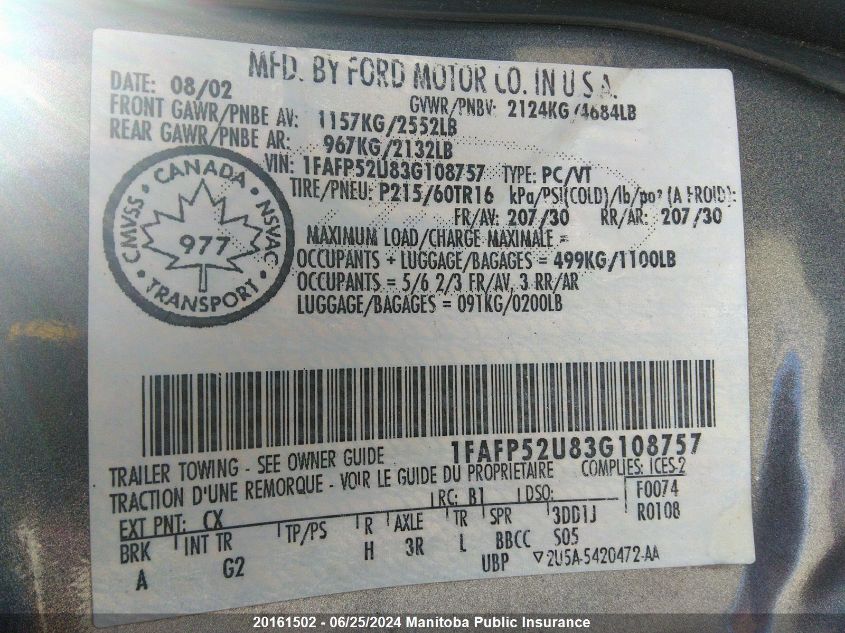 MFD. BY FORD MOTOR CO. IN U S A.
DATE: 08/02 GVWR/PNBV: 2124KG/4684LB
FRONT GAWR/PNBE AV: 1157KG/2552LB
REAR GAWR/PNBE AR: 967KG/2132LB
VIN: 1FAFP52U83G108757 TYPE: PC/VT
TIRE/PNEU: P215/60TR16 kPa/PSI(COLD)/lb/po² (A FROID):
FR/AV: 207/30 RR/AR: 207/30
MAXIMUM LOAD/CHARGE MAXIMALE =
OCCUPANTS + LUGGAGE/BAGAGES = 499KG/1100LB
OCCUPANTS = 5/6 2/3 FR/AV, 3 RR/AR
LUGGAGE/BAGAGES = 091KG/0200LB
CANADA
CMVSS 977 NSVAC
TRANSPORT
1FAFP52U83G108757
TRAILER TOWING - SEE OWNER GUIDE COMPLIES: ICES-2
TRACTION D'UNE REMORQUE - VOIR LE GUIDE DU PROPRIETAIRE
EXT PNT: CX RC: B1 DSO: F0074
BRK INT TR TP/PS R AXLE TR SPR 3DD1J R0108
A G2 H 3R L BBCC S05
UBP ▽2U5A-5420472-AA
20161502 - 06/25/2024 Manitoba Public Insurance